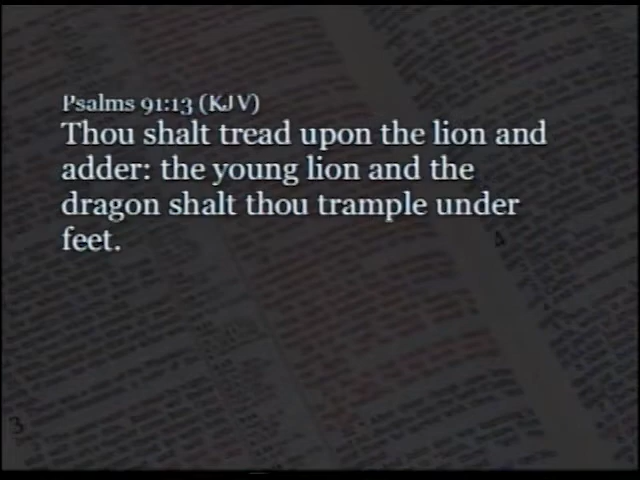 Psalms 91:13 (KJV)
Thou shalt tread upon the lion and
adder: the young lion and the
dragon shalt thou trample under
feet.